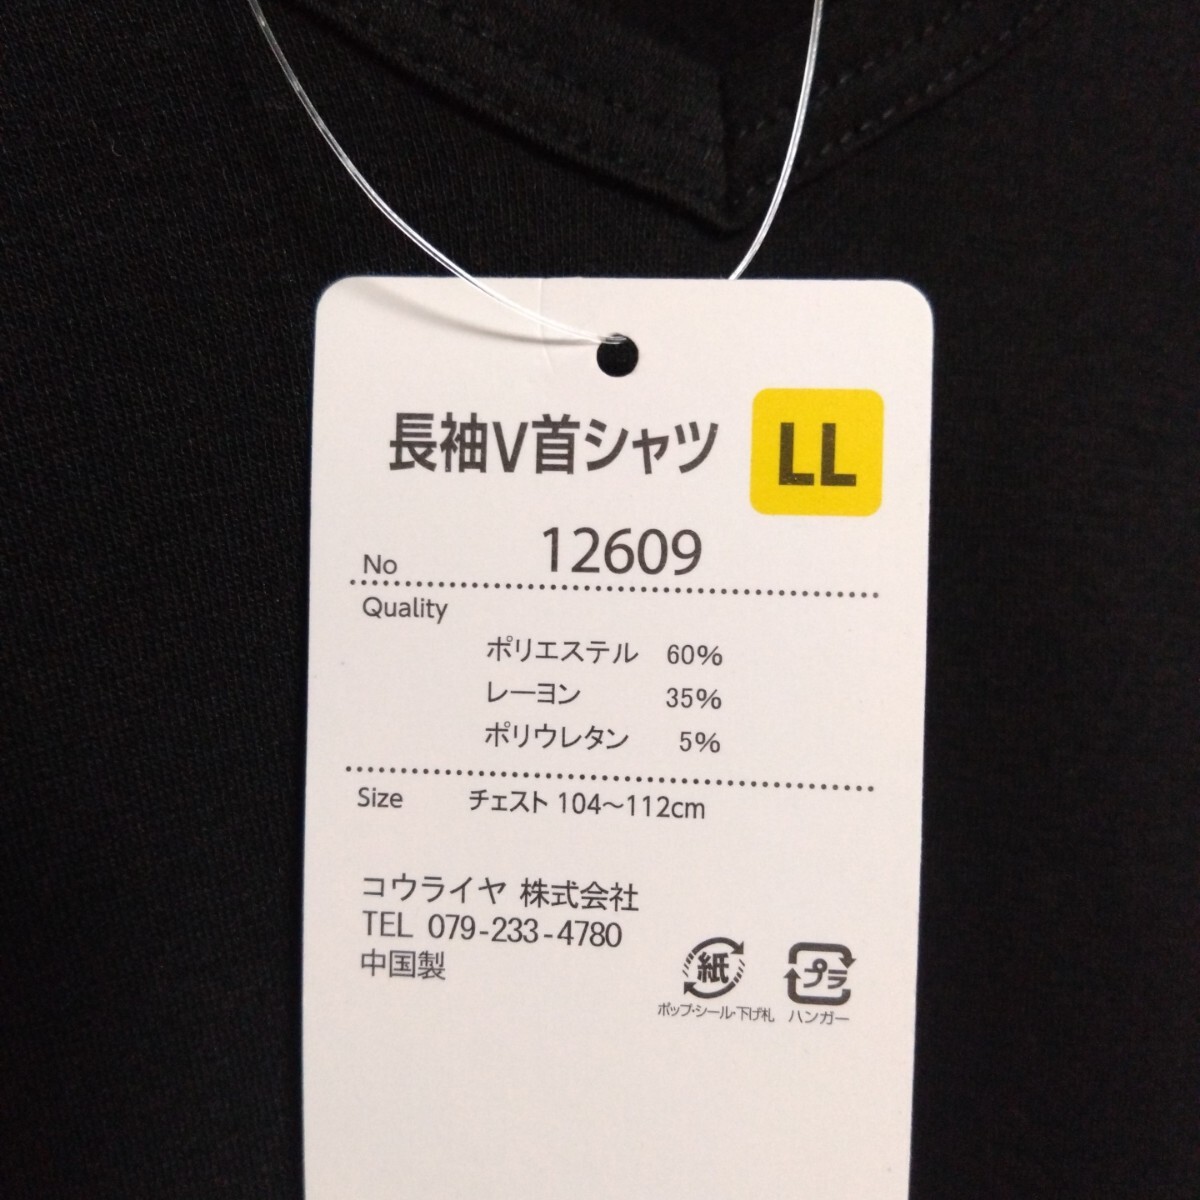 長袖V首シャツ LL
No 12609
Quality
ポリエステル 60%
レーヨン 35%
ポリウレタン 5%
Size チェスト 104～112cm
コウライヤ 株式会社
TEL 079-233-4780
中国製
紙 プラ
ポップ・シール・下げ札 ハンガー